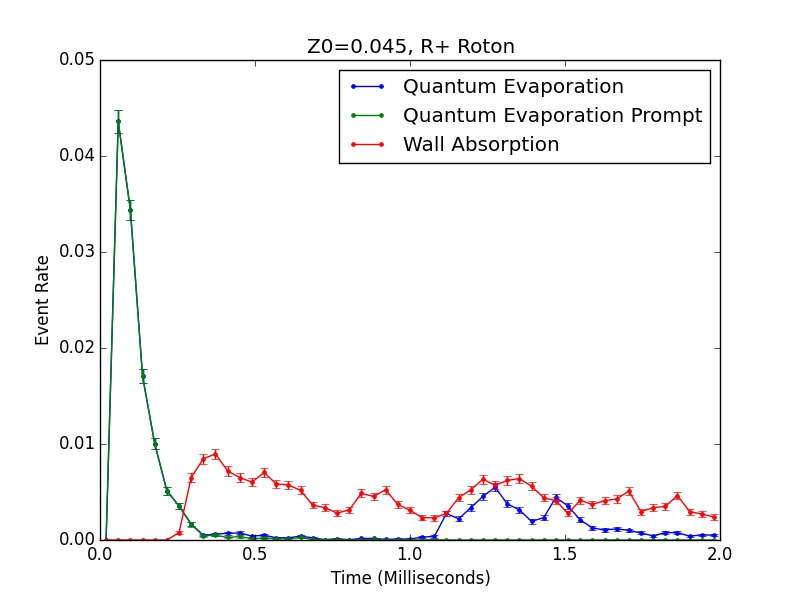 Z0=0.045, R+ Roton
Quantum Evaporation
Quantum Evaporation Prompt
Wall Absorption
0.05
0.04
0.03
0.02
0.01
0.00
Event Rate
0.0 0.5 1.0 1.5 2.0
Time (Milliseconds)